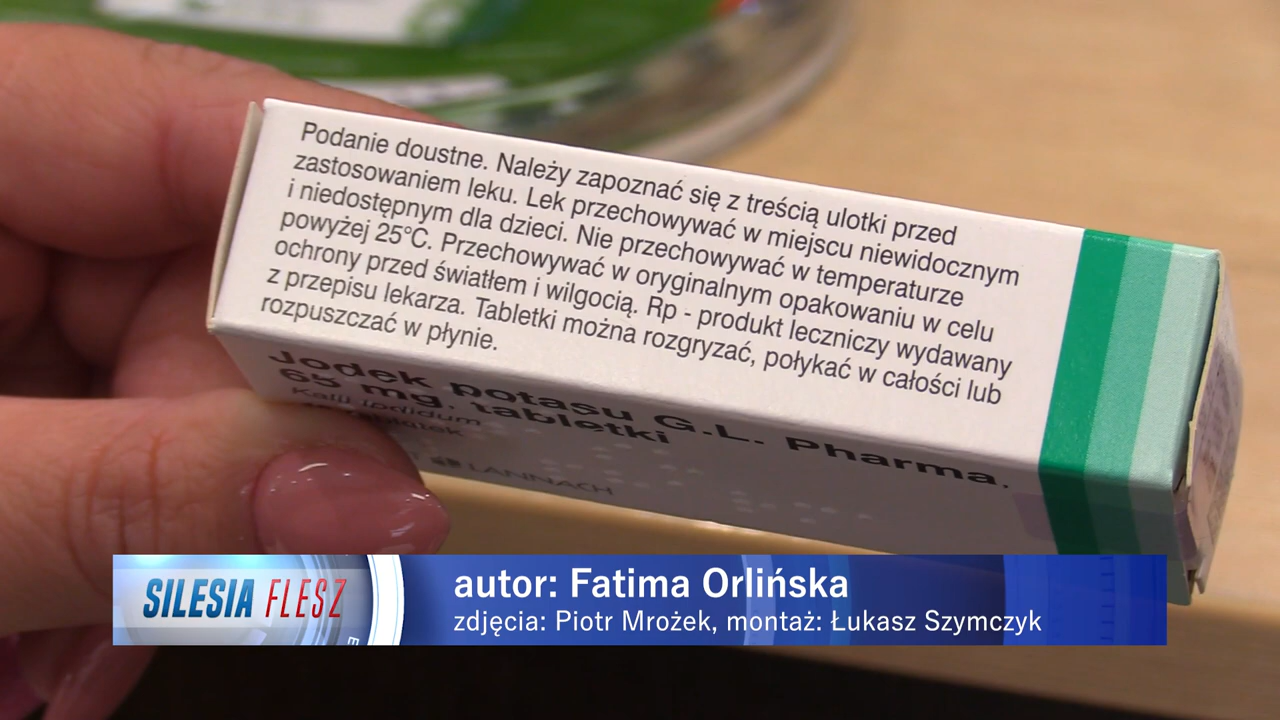 Podanie doustne. Należy zapoznać się z treścią ulotki przed
zastosowaniem leku. Lek przechowywać w miejscu niewidocznym
i niedostępnym dla dzieci. Nie przechowywać w temperaturze
powyżej 25°C. Przechowywać w oryginalnym opakowaniu w celu
ochrony przed światłem i wilgocią. Rp - produkt leczniczy wydawany
z przepisu lekarza. Tabletki można rozgryzać, połykać w całości lub
rozpuszczać w płynie.
Jodek potasu G.L. Pharma.
65 mg, tabletki
Kalii iodidum
LANNACH
SILESIA FLESZ
autor: Fatima Orlińska
zdjęcia: Piotr Mrożek, montaż: Łukasz Szymczyk